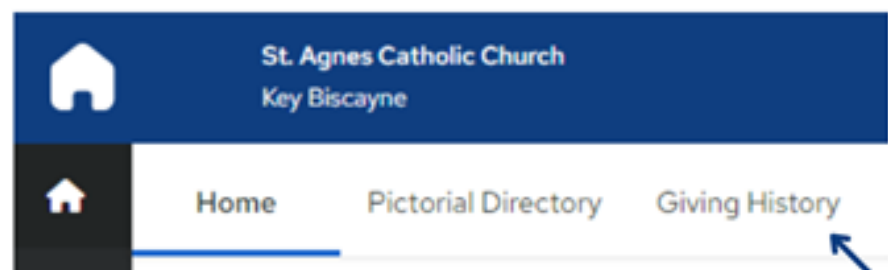 St. Agnes Catholic Church
Key Biscayne
Home Pictorial Directory Giving History